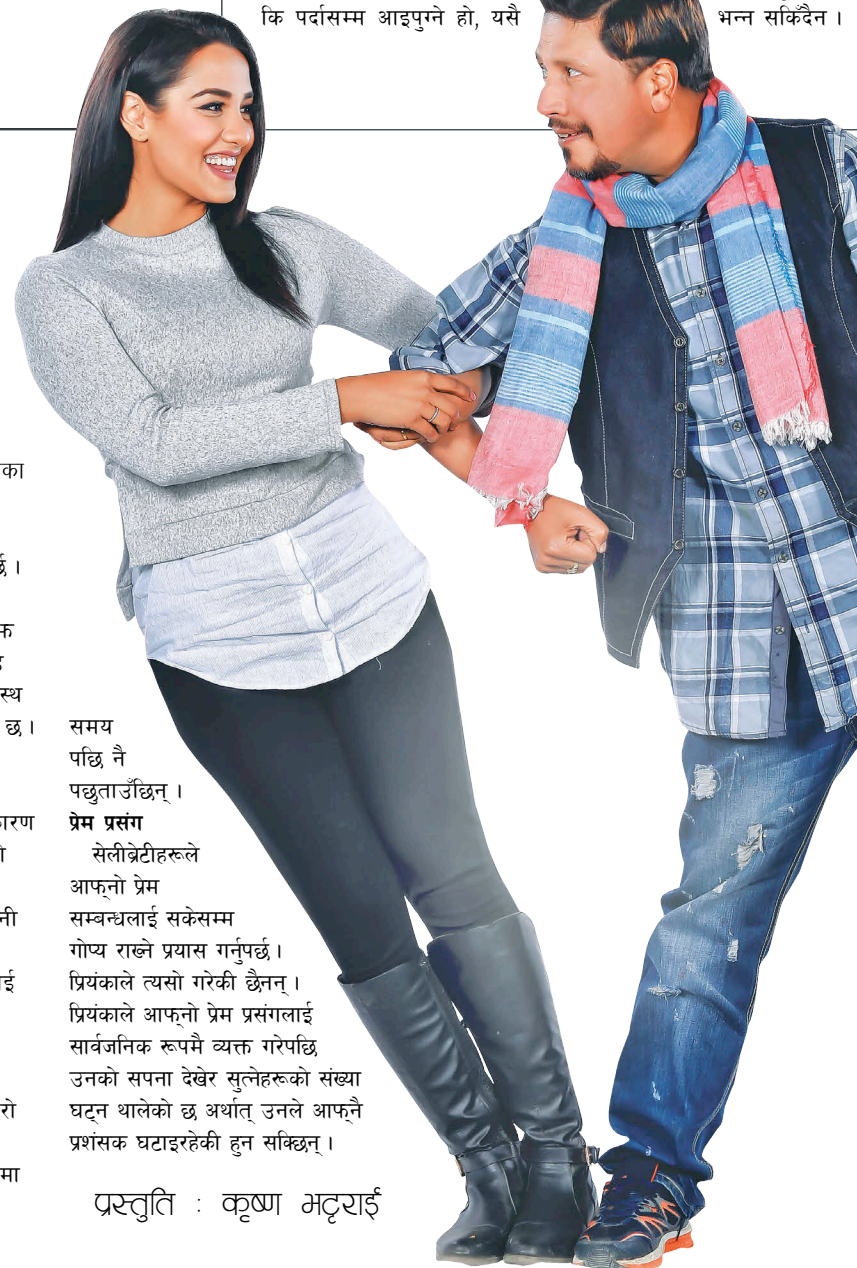 कि पर्दासम्म आइपुग्ने हो, यसै भन्न सकिँदैन ।
छ ।
समय
पछि नै
पछुताउँछिन् ।
प्रेम प्रसंग
सेलीब्रेटीहरूले
आफ्नो प्रेम
सम्बन्धलाई सकेसम्म
गोप्य राख्ने प्रयास गर्नुपर्छ ।
प्रियंकाले त्यसो गरेकी छैनन् ।
प्रियंकाले आफ्नो प्रेम प्रसंगलाई
सार्वजनिक रूपमै व्यक्त गरेपछि
उनको सपना देखेर सुत्नेहरूको संख्या
घट्न थालेको छ अर्थात् उनले आफ्नै
प्रशंसक घटाइरहेकी हुन सक्छिन् ।
प्रस्तुति : कृष्ण भट्टराई